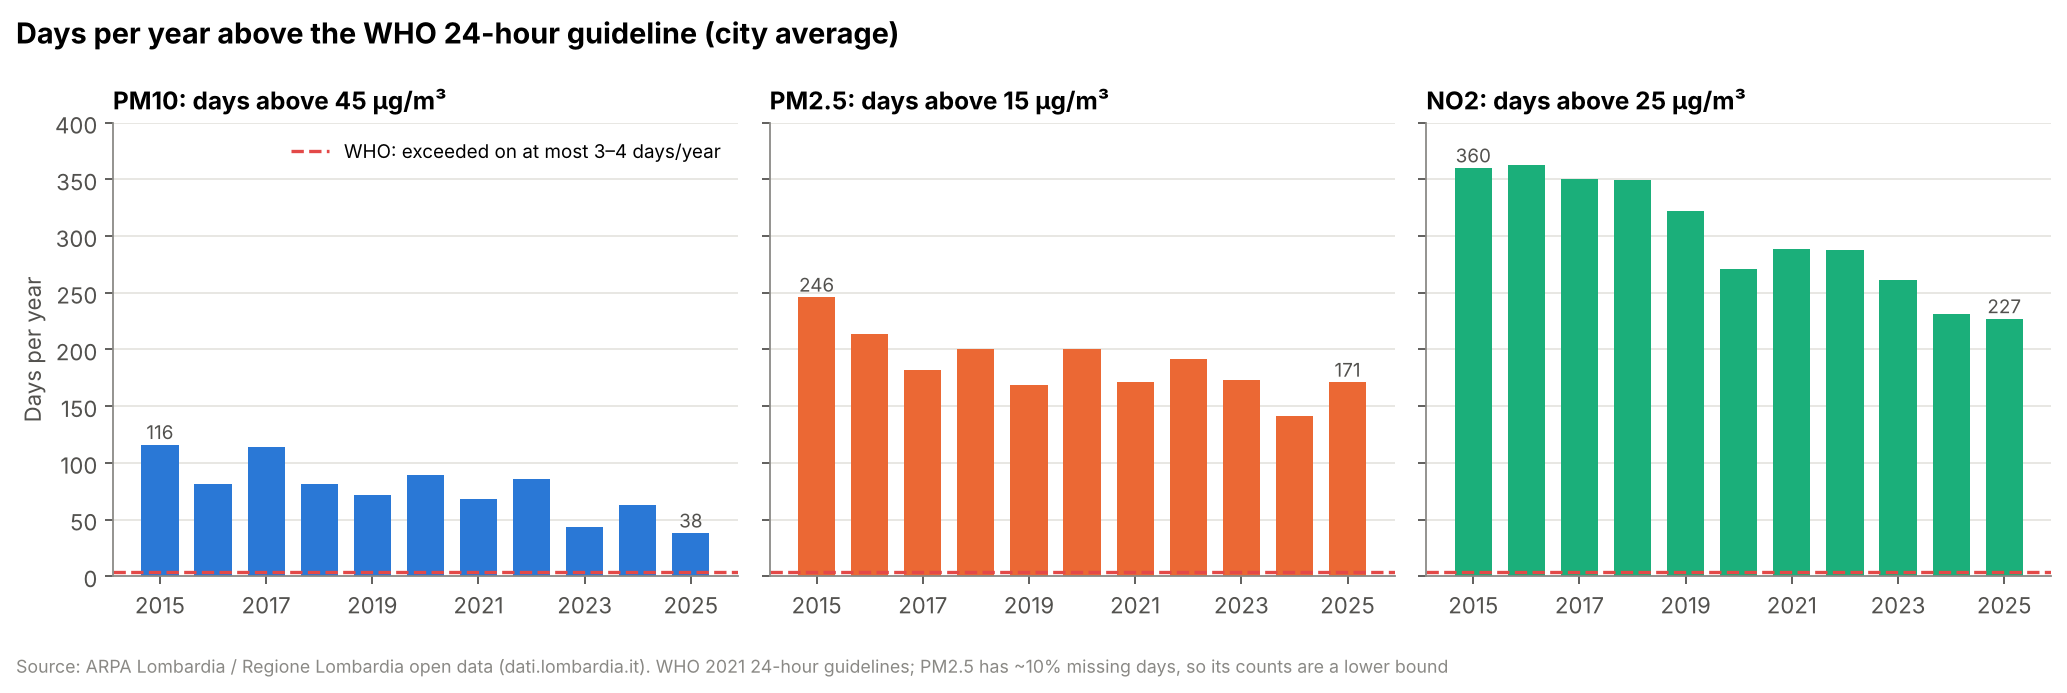 Days per year above the WHO 24-hour guideline (city average)
PM10: days above 45 µg/m³
PM2.5: days above 15 µg/m³
NO2: days above 25 µg/m³
Days per year
400
350
300
250
200
150
100
50
0
WHO: exceeded on at most 3–4 days/year
116
38
246
171
360
227
2015 2017 2019 2021 2023 2025
2015 2017 2019 2021 2023 2025
2015 2017 2019 2021 2023 2025
Source: ARPA Lombardia / Regione Lombardia open data (dati.lombardia.it). WHO 2021 24-hour guidelines; PM2.5 has ~10% missing days, so its counts are a lower bound